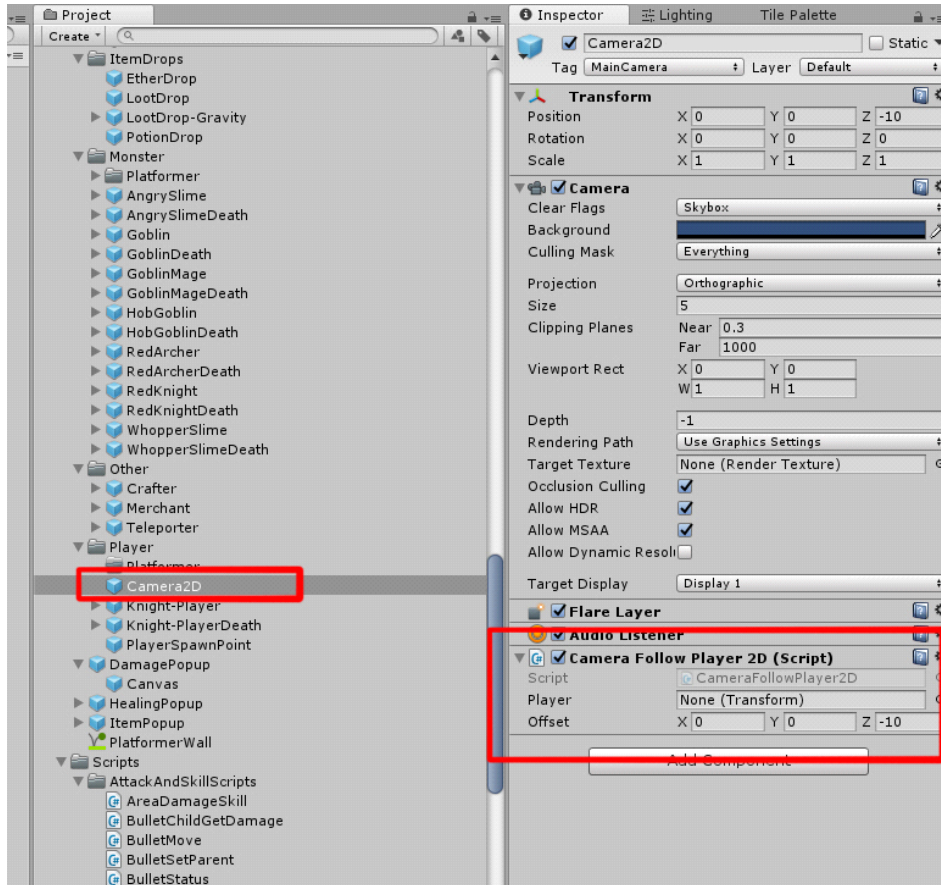 Project
Create
ItemDrops
EtherDrop
LootDrop
LootDrop-Gravity
PotionDrop
Monster
Platformer
AngrySlime
AngrySlimeDeath
Goblin
GoblinDeath
GoblinMage
GoblinMageDeath
HobGoblin
HobGoblinDeath
RedArcher
RedArcherDeath
RedKnight
RedKnightDeath
WhopperSlime
WhopperSlimeDeath
Other
Crafter
Merchant
Teleporter
Player
Platformer
Camera2D
Knight-Player
Knight-PlayerDeath
PlayerSpawnPoint
DamagePopup
Canvas
HealingPopup
ItemPopup
PlatformerWall
Scripts
AttackAndSkillScripts
AreaDamageSkill
BulletChildGetDamage
BulletMove
BulletSetParent
BulletStatus
Inspector Lighting Tile Palette
Camera2D Static
Tag MainCamera Layer Default
Transform
Position X 0 Y 0 Z -10
Rotation X 0 Y 0 Z 0
Scale X 1 Y 1 Z 1
Camera
Clear Flags Skybox
Background
Culling Mask Everything
Projection Orthographic
Size 5
Clipping Planes Near 0.3
Far 1000
Viewport Rect X 0 Y 0
W 1 H 1
Depth -1
Rendering Path Use Graphics Settings
Target Texture None (Render Texture)
Occlusion Culling
Allow HDR
Allow MSAA
Allow Dynamic Resol
Target Display Display 1
Flare Layer
Audio Listener
Camera Follow Player 2D (Script)
Script CameraFollowPlayer2D
Player None (Transform)
Offset X 0 Y 0 Z -10
Add Component